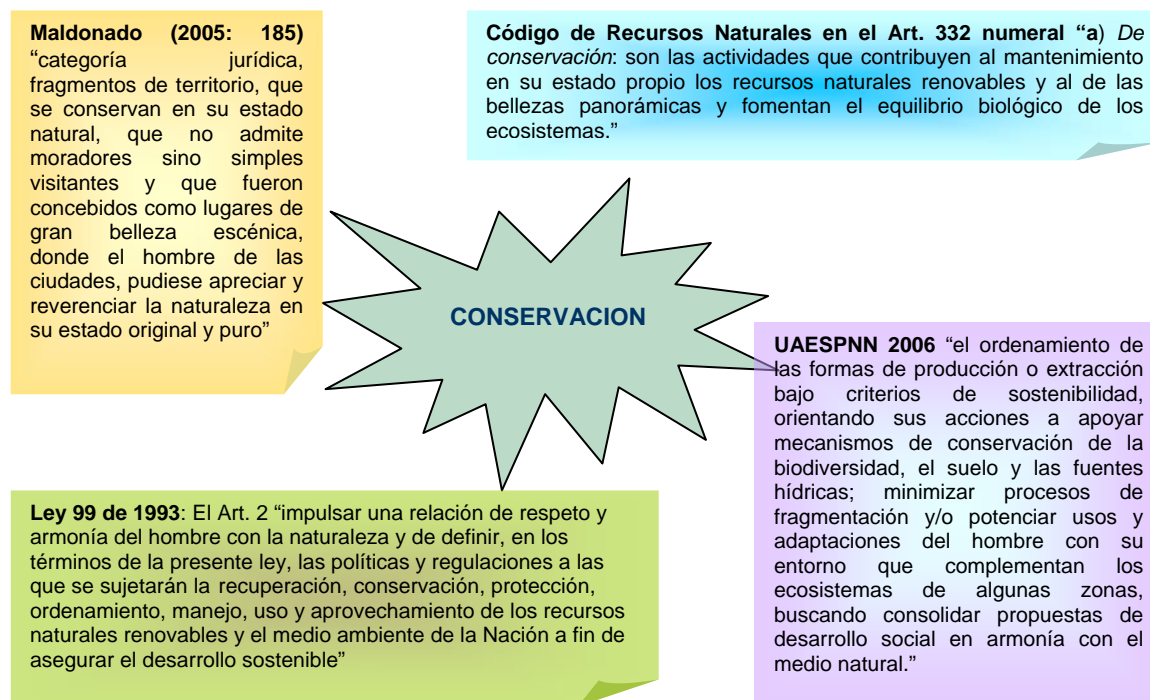 Maldonado (2005: 185)
“categoría jurídica,
fragmentos de territorio, que
se conservan en su estado
natural, que no admite
moradores sino simples
visitantes y que fueron
concebidos como lugares de
gran belleza escénica,
donde el hombre de las
ciudades, pudiese apreciar y
reverenciar la naturaleza en
su estado original y puro”
Código de Recursos Naturales en el Art. 332 numeral “a) De
conservación: son las actividades que contribuyen al mantenimiento
en su estado propio los recursos naturales renovables y al de las
bellezas panorámicas y fomentan el equilibrio biológico de los
ecosistemas.”
CONSERVACION
UAESPNN 2006 “el ordenamiento de
las formas de producción o extracción
bajo criterios de sostenibilidad,
orientando sus acciones a apoyar
mecanismos de conservación de la
biodiversidad, el suelo y las fuentes
hídricas; minimizar procesos de
fragmentación y/o potenciar usos y
adaptaciones del hombre con su
entorno que complementan los
ecosistemas de algunas zonas,
buscando consolidar propuestas de
desarrollo social en armonía con el
medio natural.”
Ley 99 de 1993: El Art. 2 “impulsar una relación de respeto y
armonía del hombre con la naturaleza y de definir, en los
términos de la presente ley, las políticas y regulaciones a las
que se sujetarán la recuperación, conservación, protección,
ordenamiento, manejo, uso y aprovechamiento de los recursos
naturales renovables y el medio ambiente de la Nación a fin de
asegurar el desarrollo sostenible”